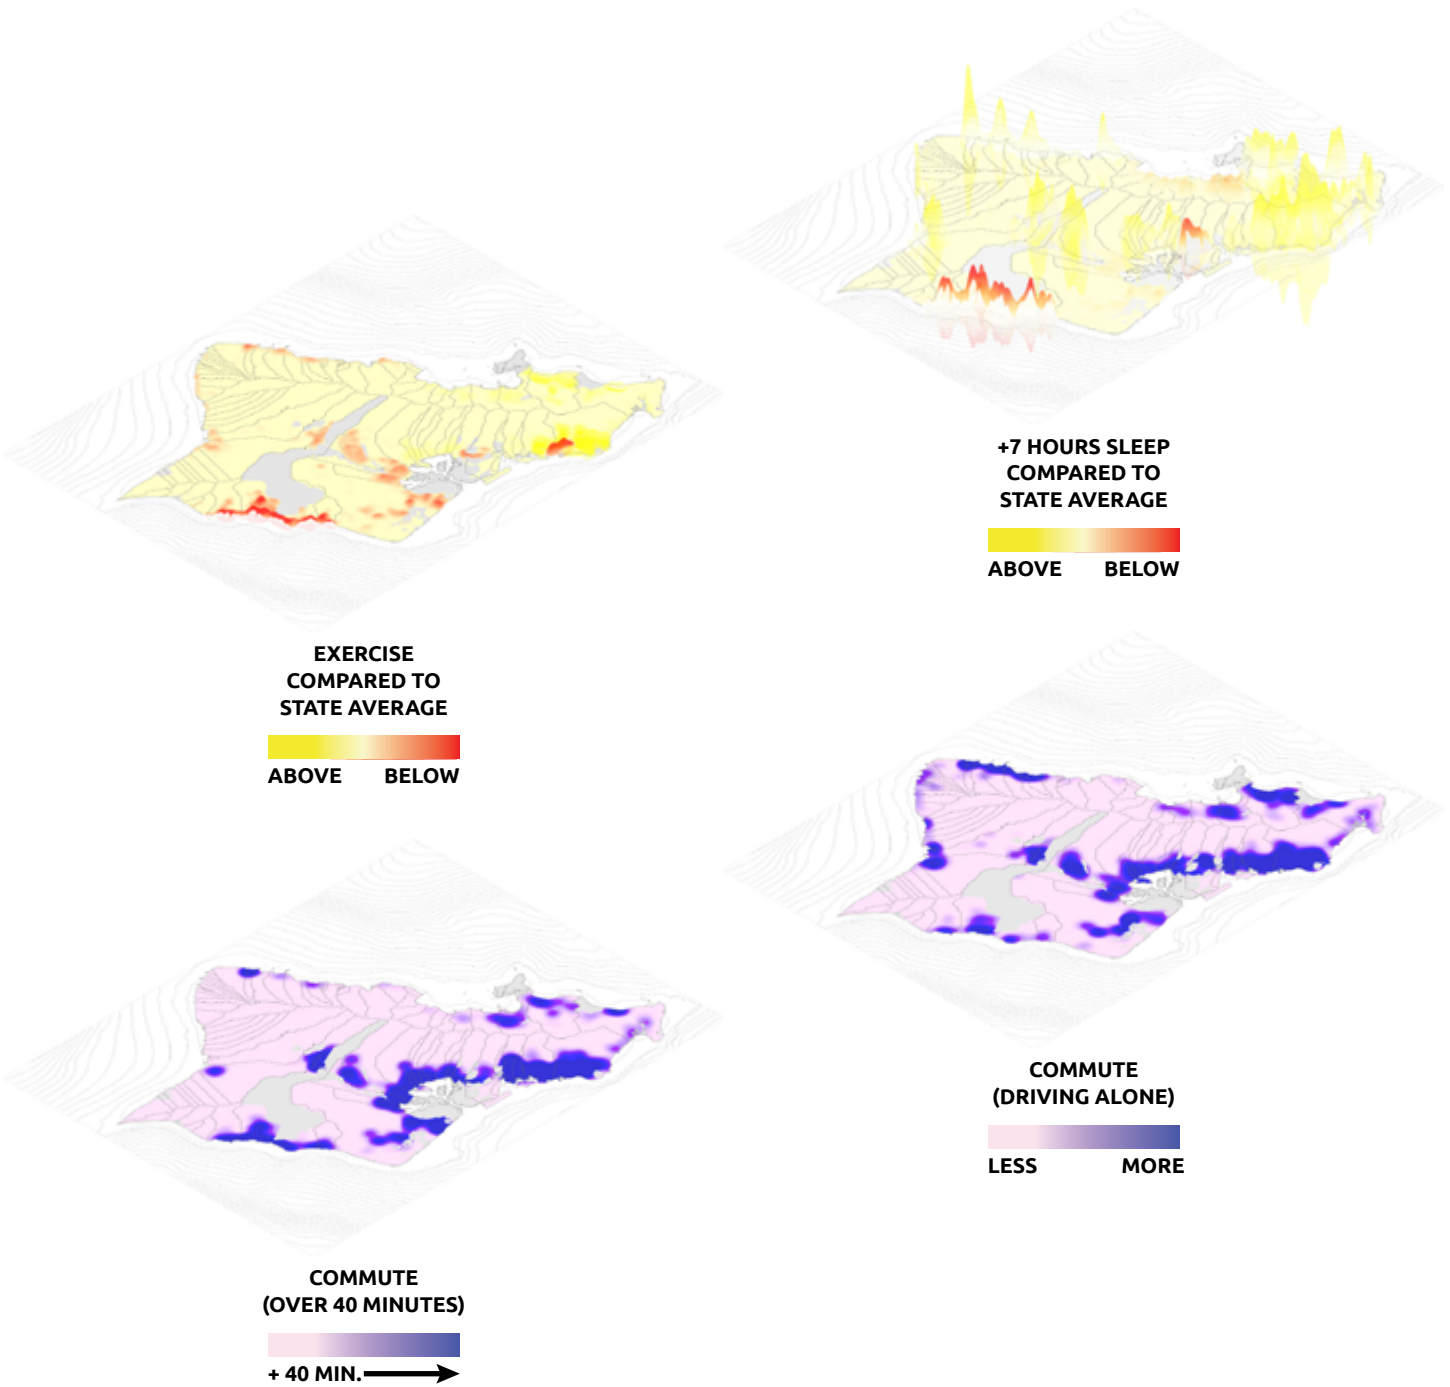 +7 HOURS SLEEP
COMPARED TO
STATE AVERAGE
ABOVE BELOW
EXERCISE
COMPARED TO
STATE AVERAGE
ABOVE BELOW
COMMUTE
(DRIVING ALONE)
LESS MORE
COMMUTE
(OVER 40 MINUTES)
+ 40 MIN.